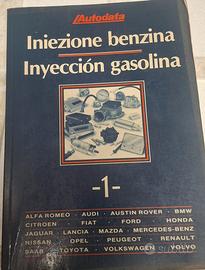 Autodata
Iniezione benzina
Inyección gasolina
-1-
ALFA ROMEO • AUDI • AUSTIN ROVER • BMW
CITROEN • FIAT • FORD • HONDA
JAGUAR • LANCIA • MAZDA • MERCEDES-BENZ
NISSAN • OPEL • PEUGEOT • RENAULT
SAAB • TOYOTA • VOLKSWAGEN • VOLVO